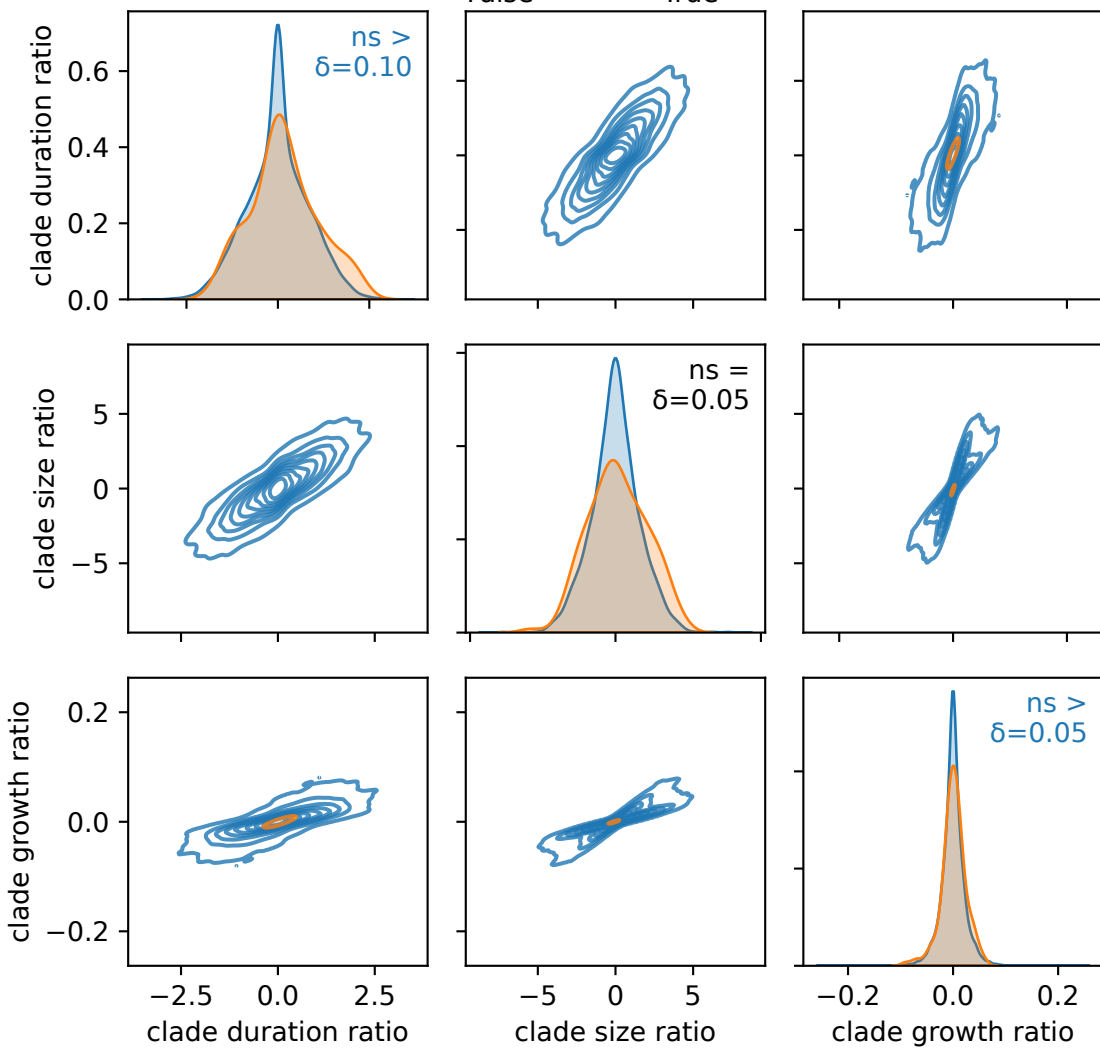 clade duration ratio
0.6
0.4
0.2
0.0
ns >
δ=0.10
clade size ratio
5
0
−5
ns =
δ=0.05
clade growth ratio
0.2
0.0
−0.2
ns >
δ=0.05
−2.5 0.0 2.5
−5 0 5
−0.2 0.0 0.2
clade duration ratio
clade size ratio
clade growth ratio